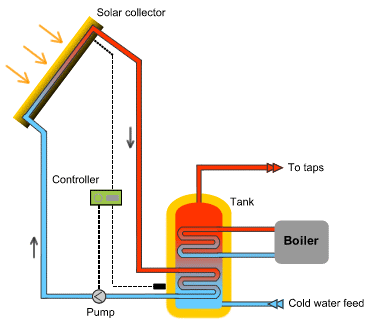 Solar collector
To taps
Controller
Tank
Boiler
Cold water feed
Pump